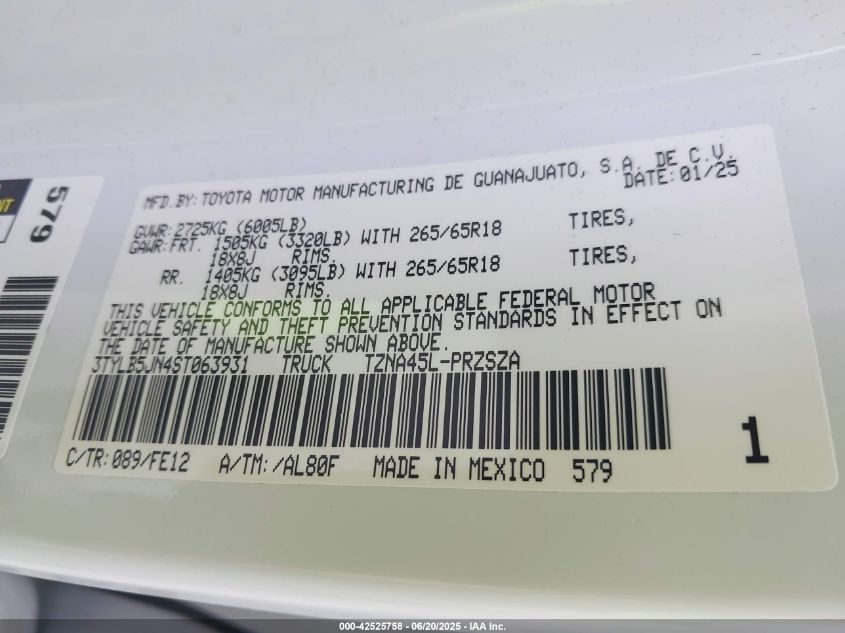 MFD. BY: TOYOTA MOTOR MANUFACTURING DE GUANAJUATO, S.A. DE C.V.
DATE: 01/25
GVWR: 2725KG (6005LB)
GAWR: FRT. 1505KG (3320LB) WITH 265/65R18 TIRES,
18X8J RIMS.
RR. 1405KG (3095LB) WITH 265/65R18 TIRES,
18X8J RIMS.
THIS VEHICLE CONFORMS TO ALL APPLICABLE FEDERAL MOTOR
VEHICLE SAFETY AND THEFT PREVENTION STANDARDS IN EFFECT ON
THE DATE OF MANUFACTURE SHOWN ABOVE.
3TYLB5JN4ST063931 TRUCK TZNA45L-PRZSZA
C/TR: 089/FE12 A/TM: /AL80F MADE IN MEXICO 579
1
579
000-42525758 - 06/20/2025 - IAA Inc.